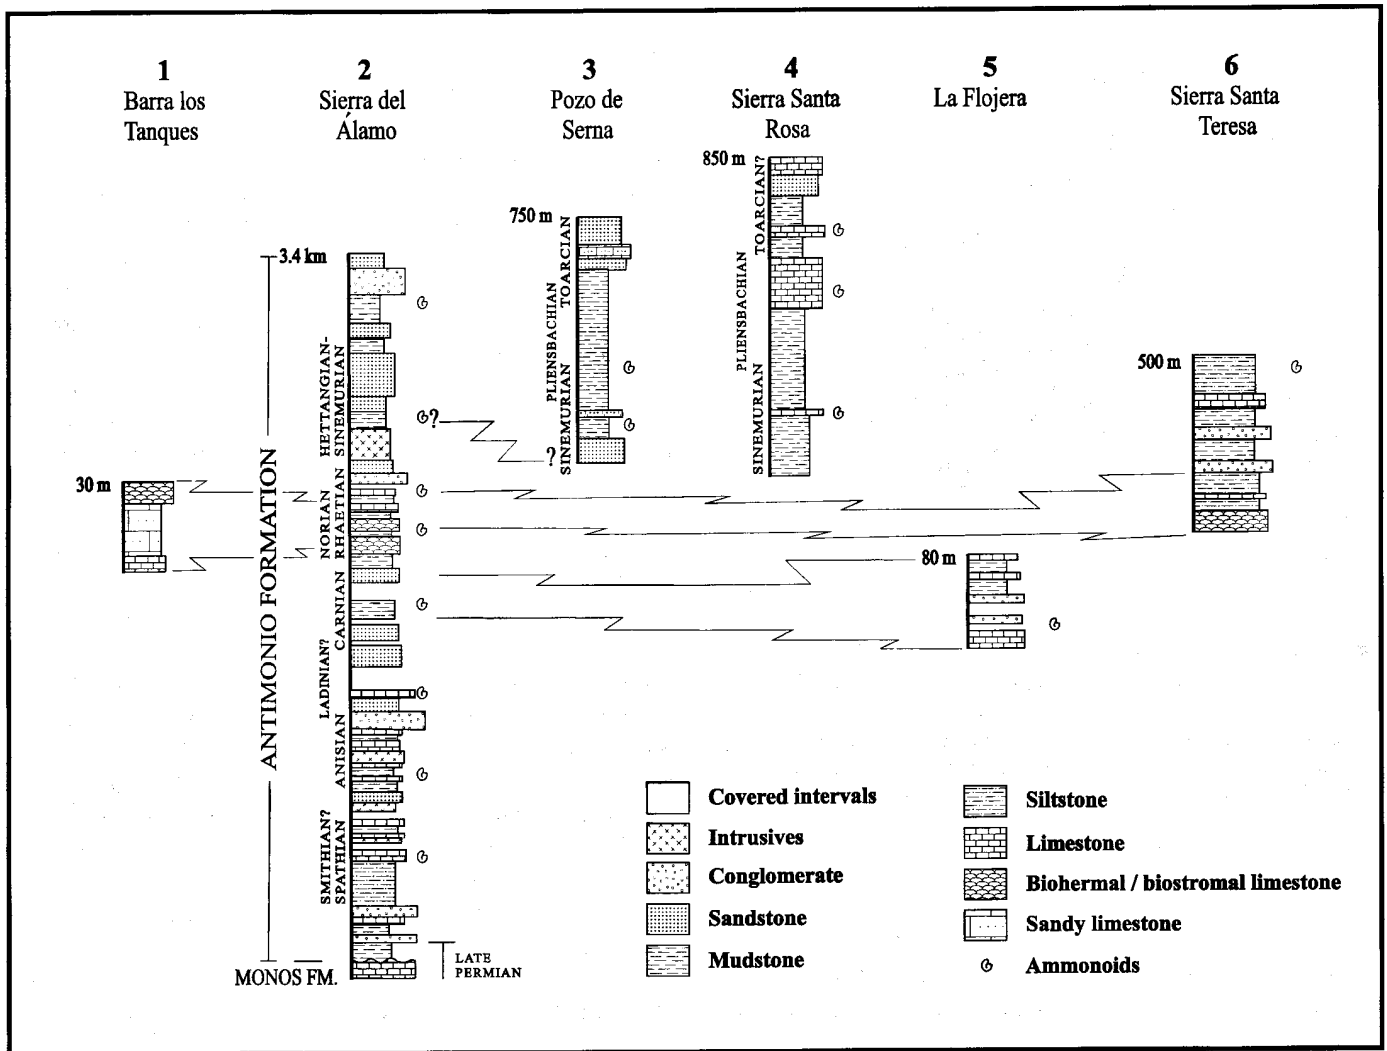 1
Barra los
Tanques
2
Sierra del
Álamo
3
Pozo de
Serna
4
Sierra Santa
Rosa
5
La Flojera
6
Sierra Santa
Teresa
30 m
3.4 km
ANTIMONIO FORMATION
MONOS FM.
HETTANGIAN-
SINEMURIAN
NORIAN
RHAETIAN
CARNIAN
LADINIAN?
ANISIAN
SMITHIAN?
SPATHIAN
LATE
PERMIAN
?
?
750 m
TOARCIAN
PLIENSBACHIAN
SINEMURIAN
850 m
TOARCIAN?
PLIENSBACHIAN
SINEMURIAN
80 m
500 m
Covered intervals
Intrusives
Conglomerate
Sandstone
Mudstone
Siltstone
Limestone
Biohermal / biostromal limestone
Sandy limestone
Ammonoids